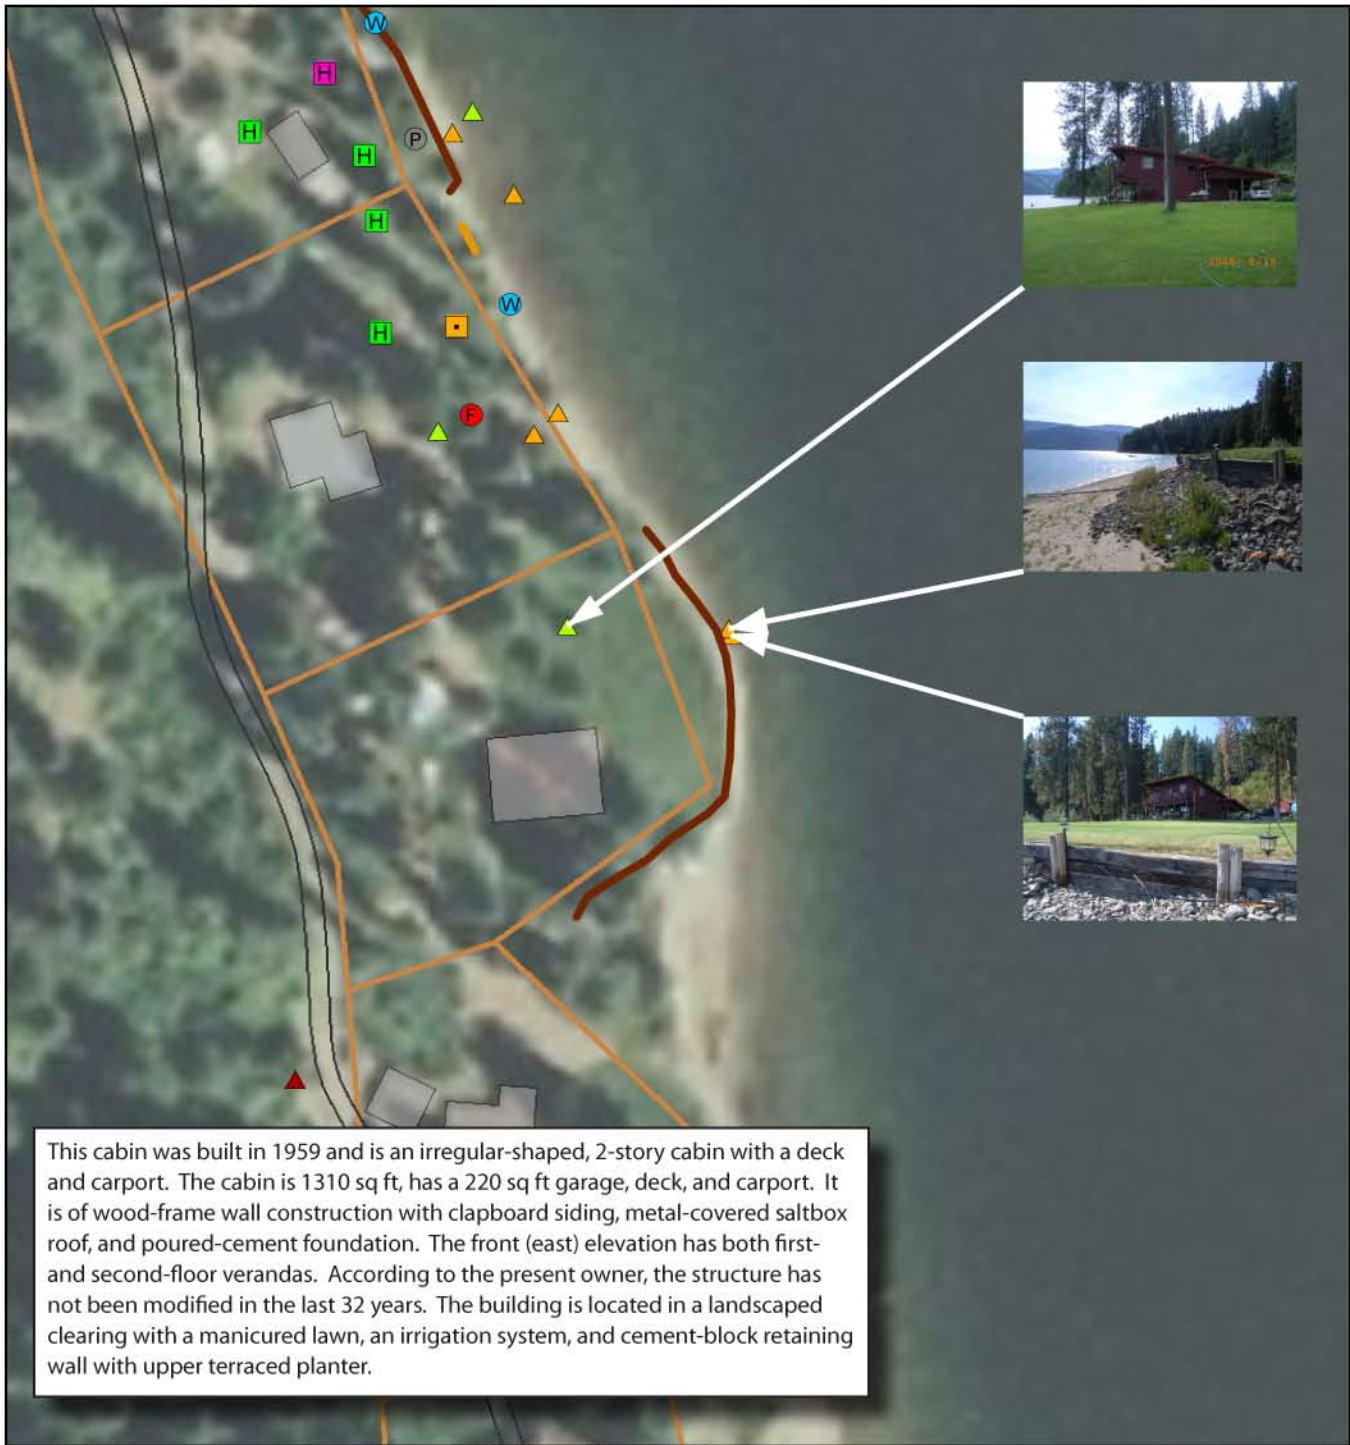 W
H
H
P
H
H
W
H
F
This cabin was built in 1959 and is an irregular-shaped, 2-story cabin with a deck
and carport. The cabin is 1310 sq ft, has a 220 sq ft garage, deck, and carport. It
is of wood-frame wall construction with clapboard siding, metal-covered saltbox
roof, and poured-cement foundation. The front (east) elevation has both first-
and second-floor verandas. According to the present owner, the structure has
not been modified in the last 32 years. The building is located in a landscaped
clearing with a manicured lawn, an irrigation system, and cement-block retaining
wall with upper terraced planter.